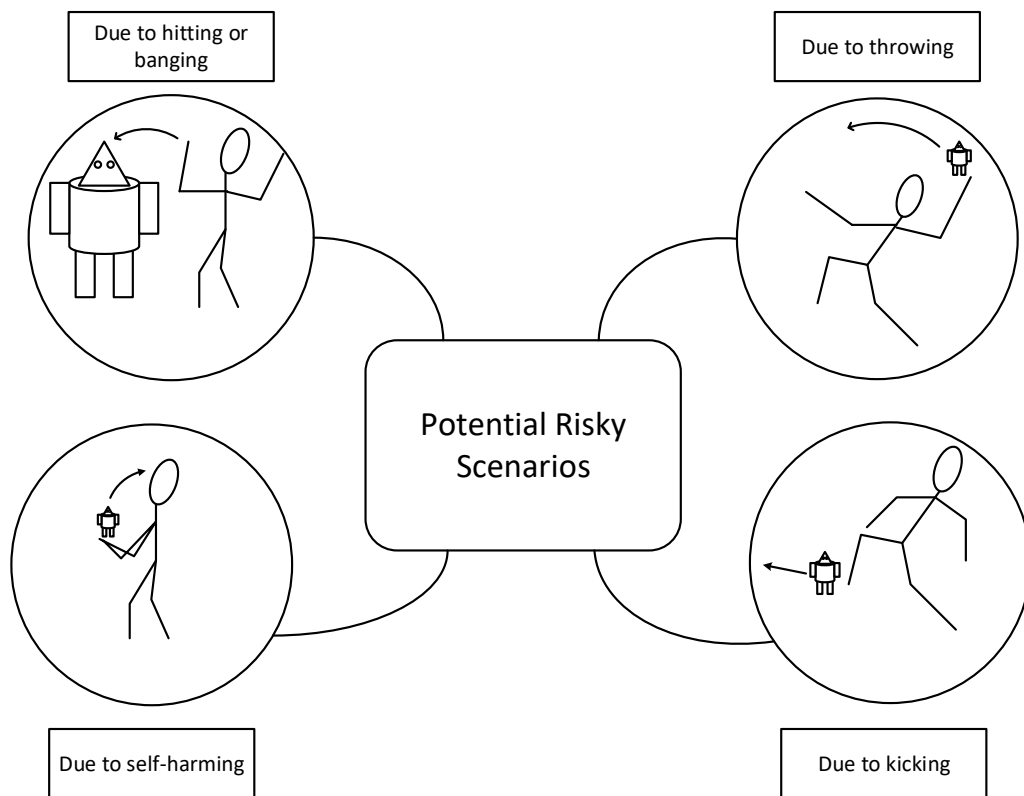 Due to hitting or
banging
Due to throwing
Potential Risky
Scenarios
Due to self-harming
Due to kicking